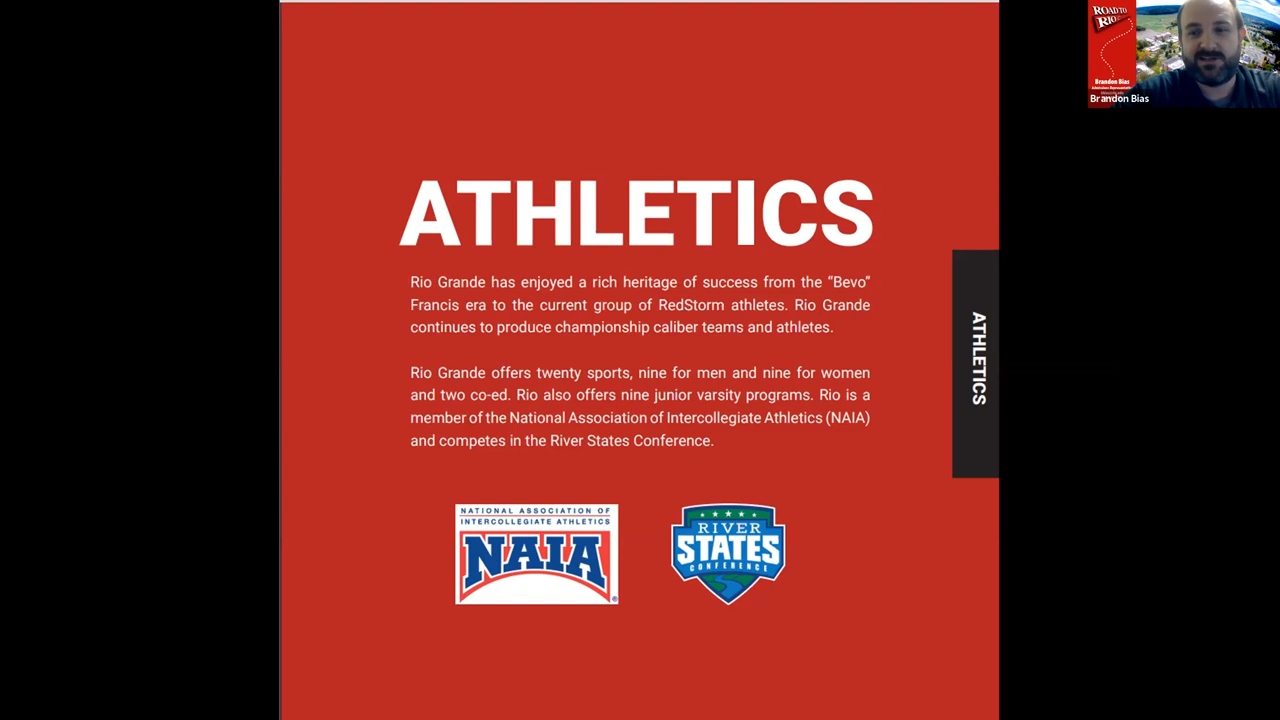 ATHLETICS
Rio Grande has enjoyed a rich heritage of success from the “Bevo”
Francis era to the current group of RedStorm athletes. Rio Grande
continues to produce championship caliber teams and athletes.
Rio Grande offers twenty sports, nine for men and nine for women
and two co-ed. Rio also offers nine junior varsity programs. Rio is a
member of the National Association of Intercollegiate Athletics (NAIA)
and competes in the River States Conference.
NATIONAL ASSOCIATION OF
INTERCOLLEGIATE ATHLETICS
NAIA
®
RIVER
STATES
CONFERENCE
ATHLETICS
ROAD TO
RIO
Brandon Bias
Admissions Representative
Brandon Bias